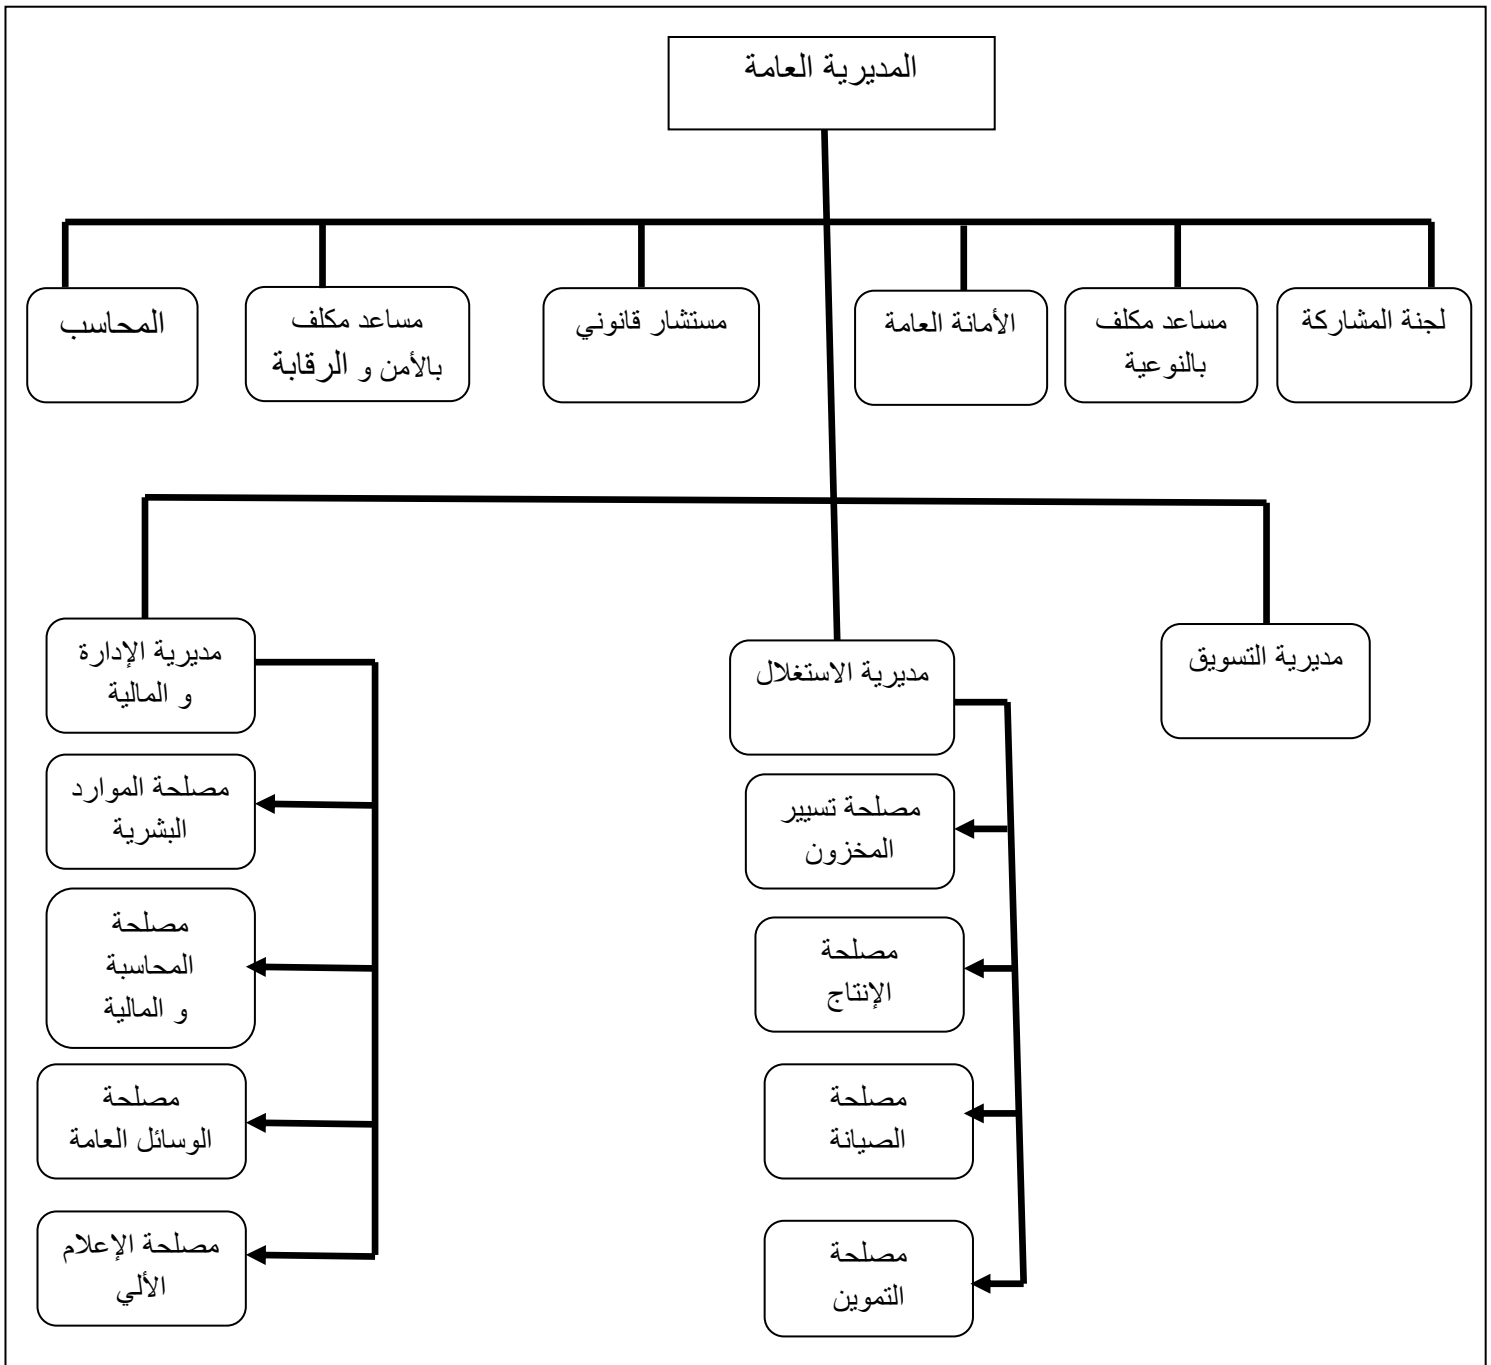 المديرية العامة
لجنة المشاركة
مساعد مكلف
بالنوعية
الأمانة العامة
مستشار قانوني
مساعد مكلف
بالأمن و الرقابة
المحاسب
مديرية التسويق
مديرية الاستغلال
مصلحة تسيير
المخزون
مصلحة
الإنتاج
مصلحة
الصيانة
مصلحة
التموين
مديرية الإدارة
و المالية
مصلحة الموارد
البشرية
مصلحة
المحاسبة
و المالية
مصلحة
الوسائل العامة
مصلحة الإعلام
الألي